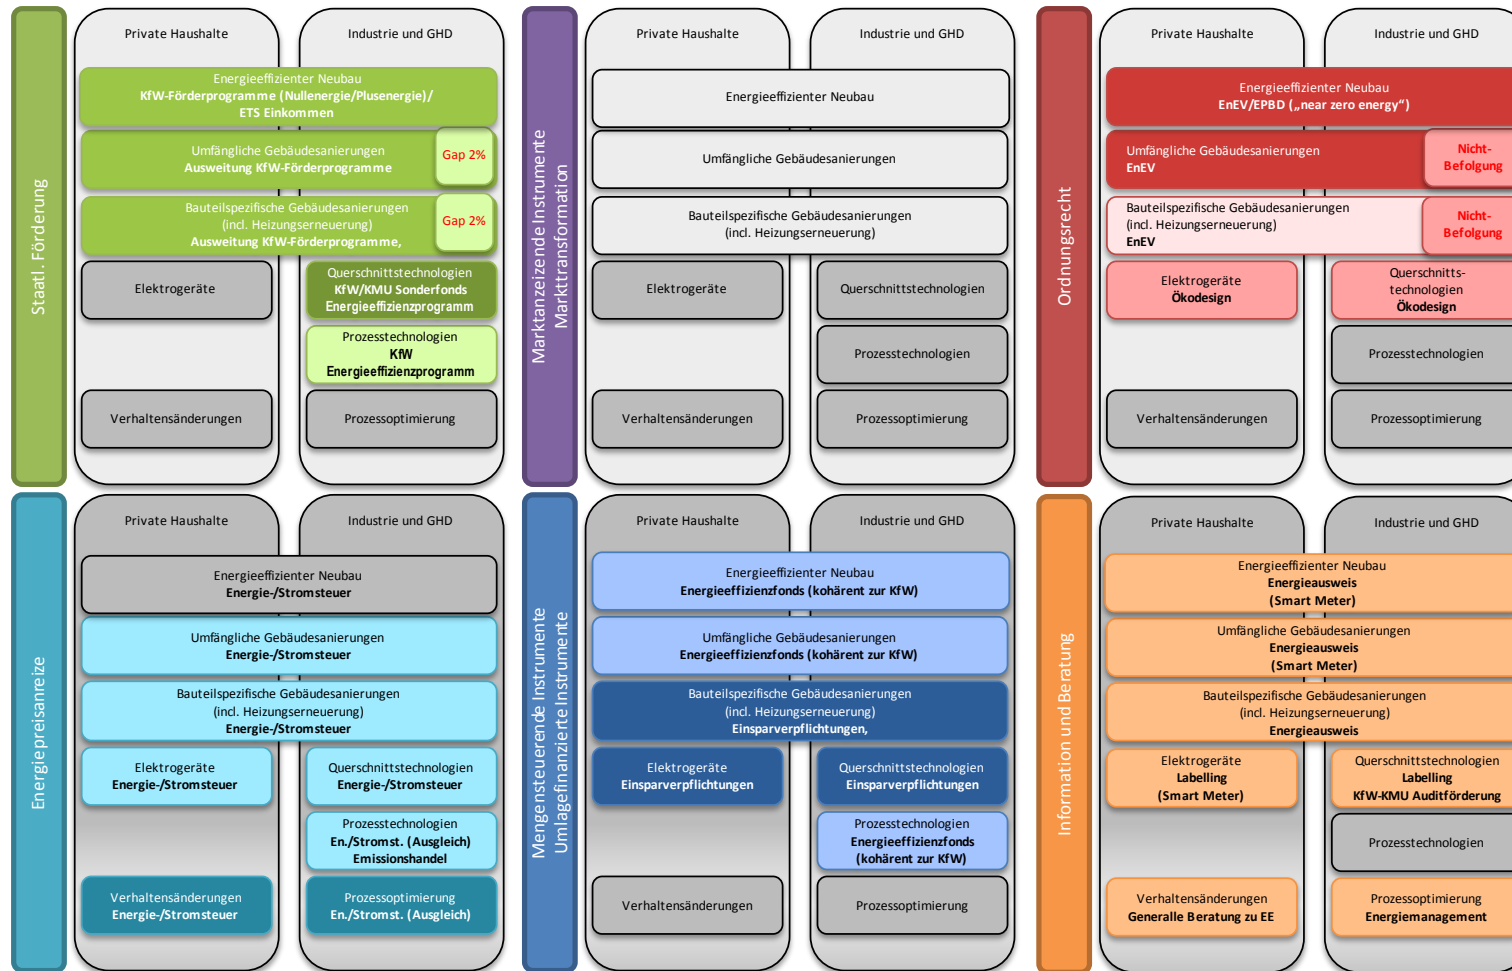 Staatl. Förderung
Private Haushalte
Industrie und GHD
Energieeffizienter Neubau
KfW-Förderprogramme (Nullenergie/Plusenergie)/
ETS Einkommen
Umfängliche Gebäudesanierungen
Ausweitung KfW-Förderprogramme
Gap 2%
Bauteilspezifische Gebäudesanierungen
(incl. Heizungserneuerung)
Ausweitung KfW-Förderprogramme,
Gap 2%
Elektrogeräte
Querschnittstechnologien
KfW/KMU Sonderfonds
Energieeffizienzprogramm
Prozesstechnologien
KfW
Energieeffizienzprogramm
Verhaltensänderungen
Prozessoptimierung
Marktanreizende Instrumente
Markttransformation
Private Haushalte
Industrie und GHD
Energieeffizienter Neubau
Umfängliche Gebäudesanierungen
Bauteilspezifische Gebäudesanierungen
(incl. Heizungserneuerung)
Elektrogeräte
Querschnittstechnologien
Prozesstechnologien
Verhaltensänderungen
Prozessoptimierung
Ordnungsrecht
Private Haushalte
Industrie und GHD
Energieeffizienter Neubau
EnEV/EPBD („near zero energy“)
Umfängliche Gebäudesanierungen
EnEV
Nicht-
Befolgung
Bauteilspezifische Gebäudesanierungen
(incl. Heizungserneuerung)
EnEV
Nicht-
Befolgung
Elektrogeräte
Ökodesign
Querschnitts-
technologien
Ökodesign
Prozesstechnologien
Verhaltensänderungen
Prozessoptimierung
Energiepreisanreize
Private Haushalte
Industrie und GHD
Energieeffizienter Neubau
Energie-/Stromsteuer
Umfängliche Gebäudesanierungen
Energie-/Stromsteuer
Bauteilspezifische Gebäudesanierungen
(incl. Heizungserneuerung)
Energie-/Stromsteuer
Elektrogeräte
Energie-/Stromsteuer
Querschnittstechnologien
Energie-/Stromsteuer
Prozesstechnologien
En./Stromst. (Ausgleich)
Emissionshandel
Verhaltensänderungen
Energie-/Stromsteuer
Prozessoptimierung
En./Stromst. (Ausgleich)
Mengensteuerende Instrumente
Umlagefinanzierte Instrumente
Private Haushalte
Industrie und GHD
Energieeffizienter Neubau
Energieeffizienzfonds (kohärent zur KfW)
Umfängliche Gebäudesanierungen
Energieeffizienzfonds (kohärent zur KfW)
Bauteilspezifische Gebäudesanierungen
(incl. Heizungserneuerung)
Einsparverpflichtungen,
Elektrogeräte
Einsparverpflichtungen
Querschnittstechnologien
Einsparverpflichtungen
Prozesstechnologien
Energieeffizienzfonds
(kohärent zur KfW)
Verhaltensänderungen
Prozessoptimierung
Information und Beratung
Private Haushalte
Industrie und GHD
Energieeffizienter Neubau
Energieausweis
(Smart Meter)
Umfängliche Gebäudesanierungen
Energieausweis
(Smart Meter)
Bauteilspezifische Gebäudesanierungen
(incl. Heizungserneuerung)
Energieausweis
Elektrogeräte
Labelling
(Smart Meter)
Querschnittstechnologien
Labelling
KfW-KMU Auditförderung
Prozesstechnologien
Verhaltensänderungen
Generalle Beratung zu EE
Prozessoptimierung
Energiemanagement